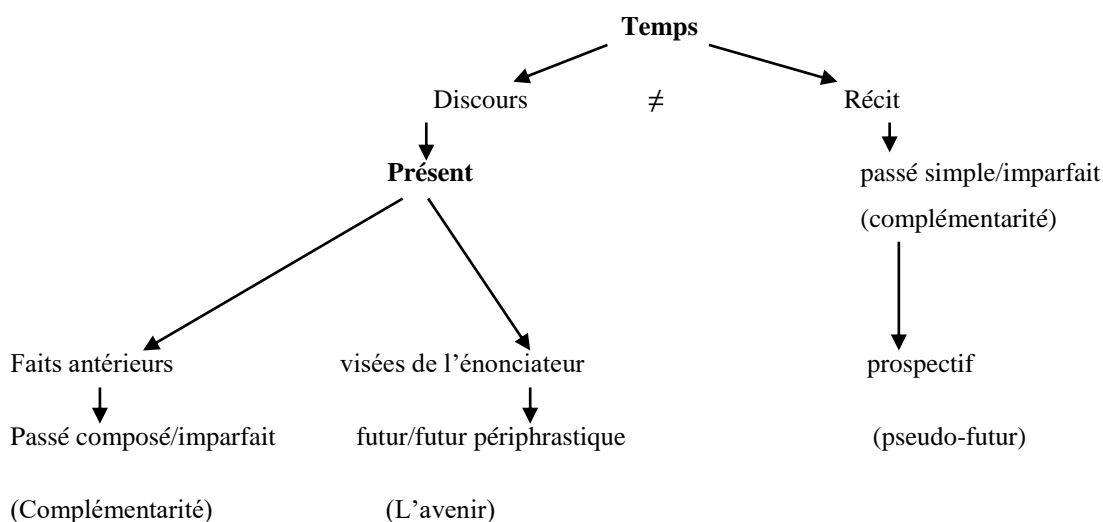 Temps
Discours ≠ Récit
Présent passé simple/imparfait
(complémentarité)
Faits antérieurs visées de l’énonciateur prospectif
Passé composé/imparfait futur/futur périphrastique (pseudo-futur)
(Complémentarité) (L’avenir)